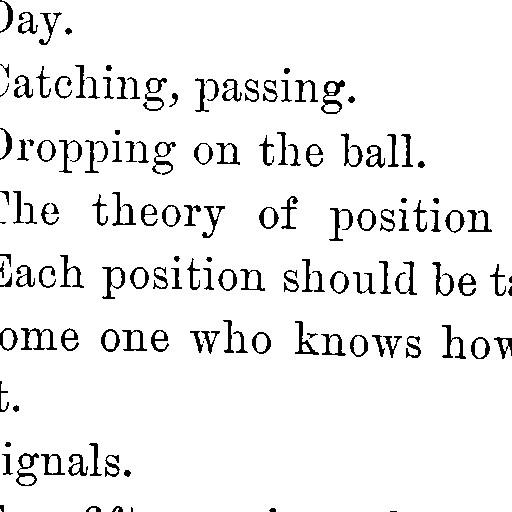 Day.
Catching, passing.
Dropping on the ball.
The theory of position
Each position should be
ome one who knows how
t.
ignals.